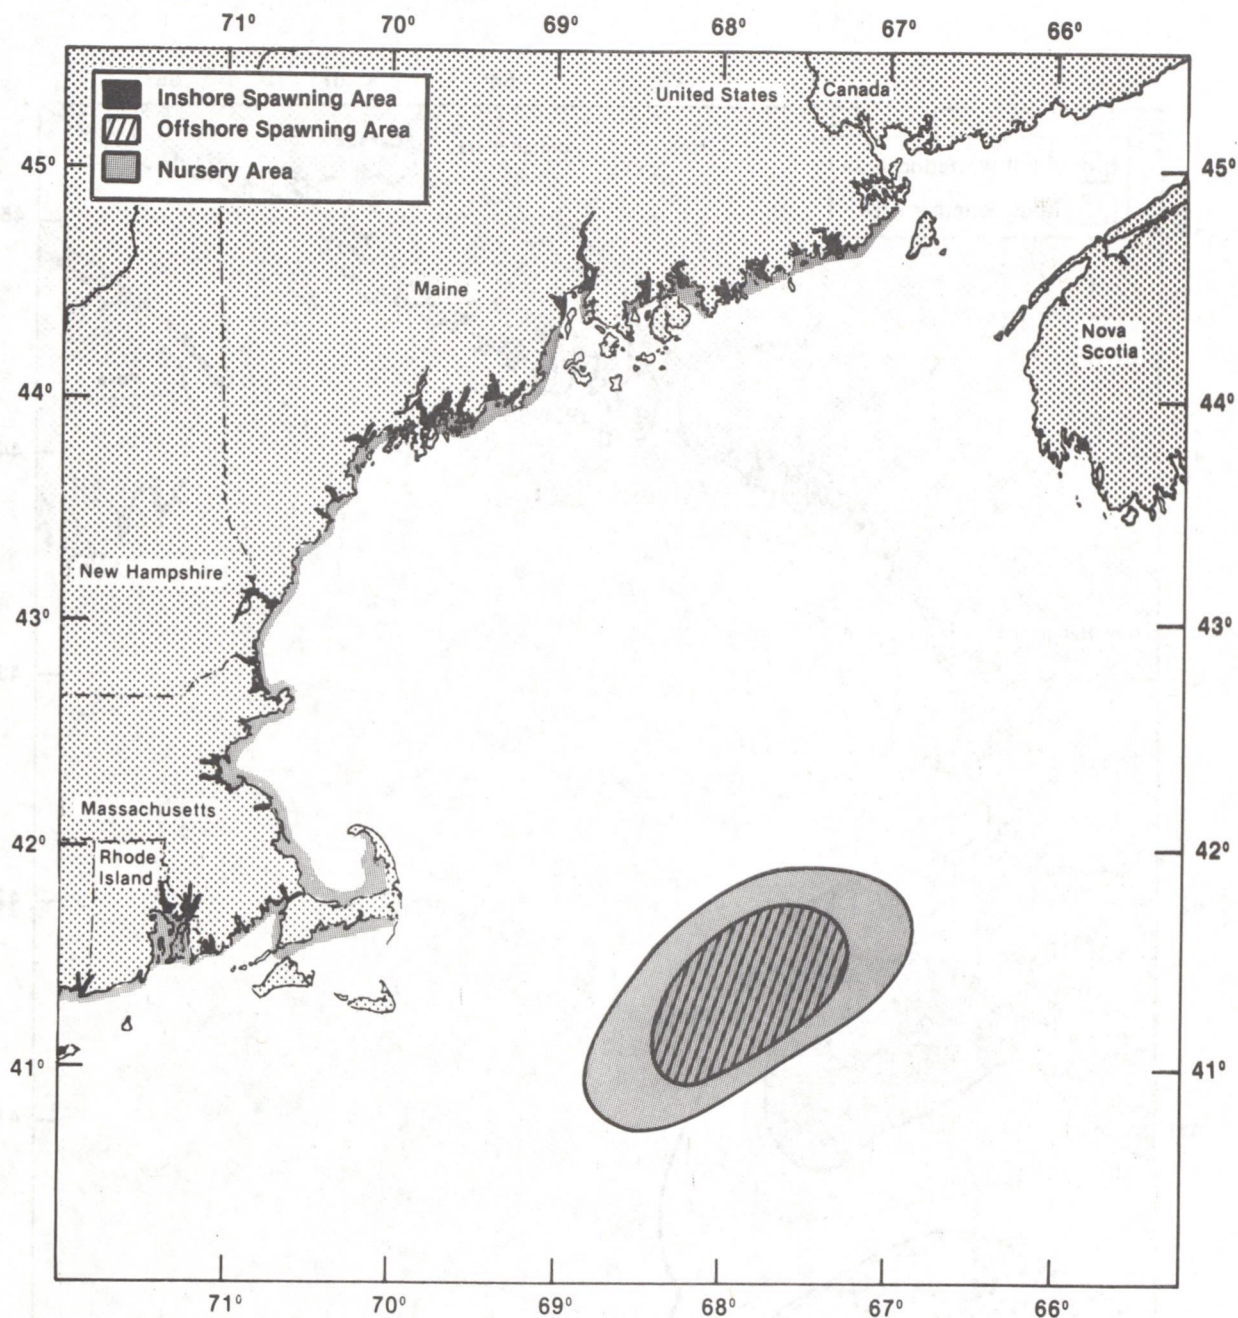 71° 70° 69° 68° 67° 66°
Inshore Spawning Area
Offshore Spawning Area
Nursery Area
United States
Canada
45° 45°
Maine
Nova
Scotia
44° 44°
New Hampshire
43° 43°
Massachusetts
42° 42°
Rhode
Island
41° 41°
71° 70° 69° 68° 67° 66°